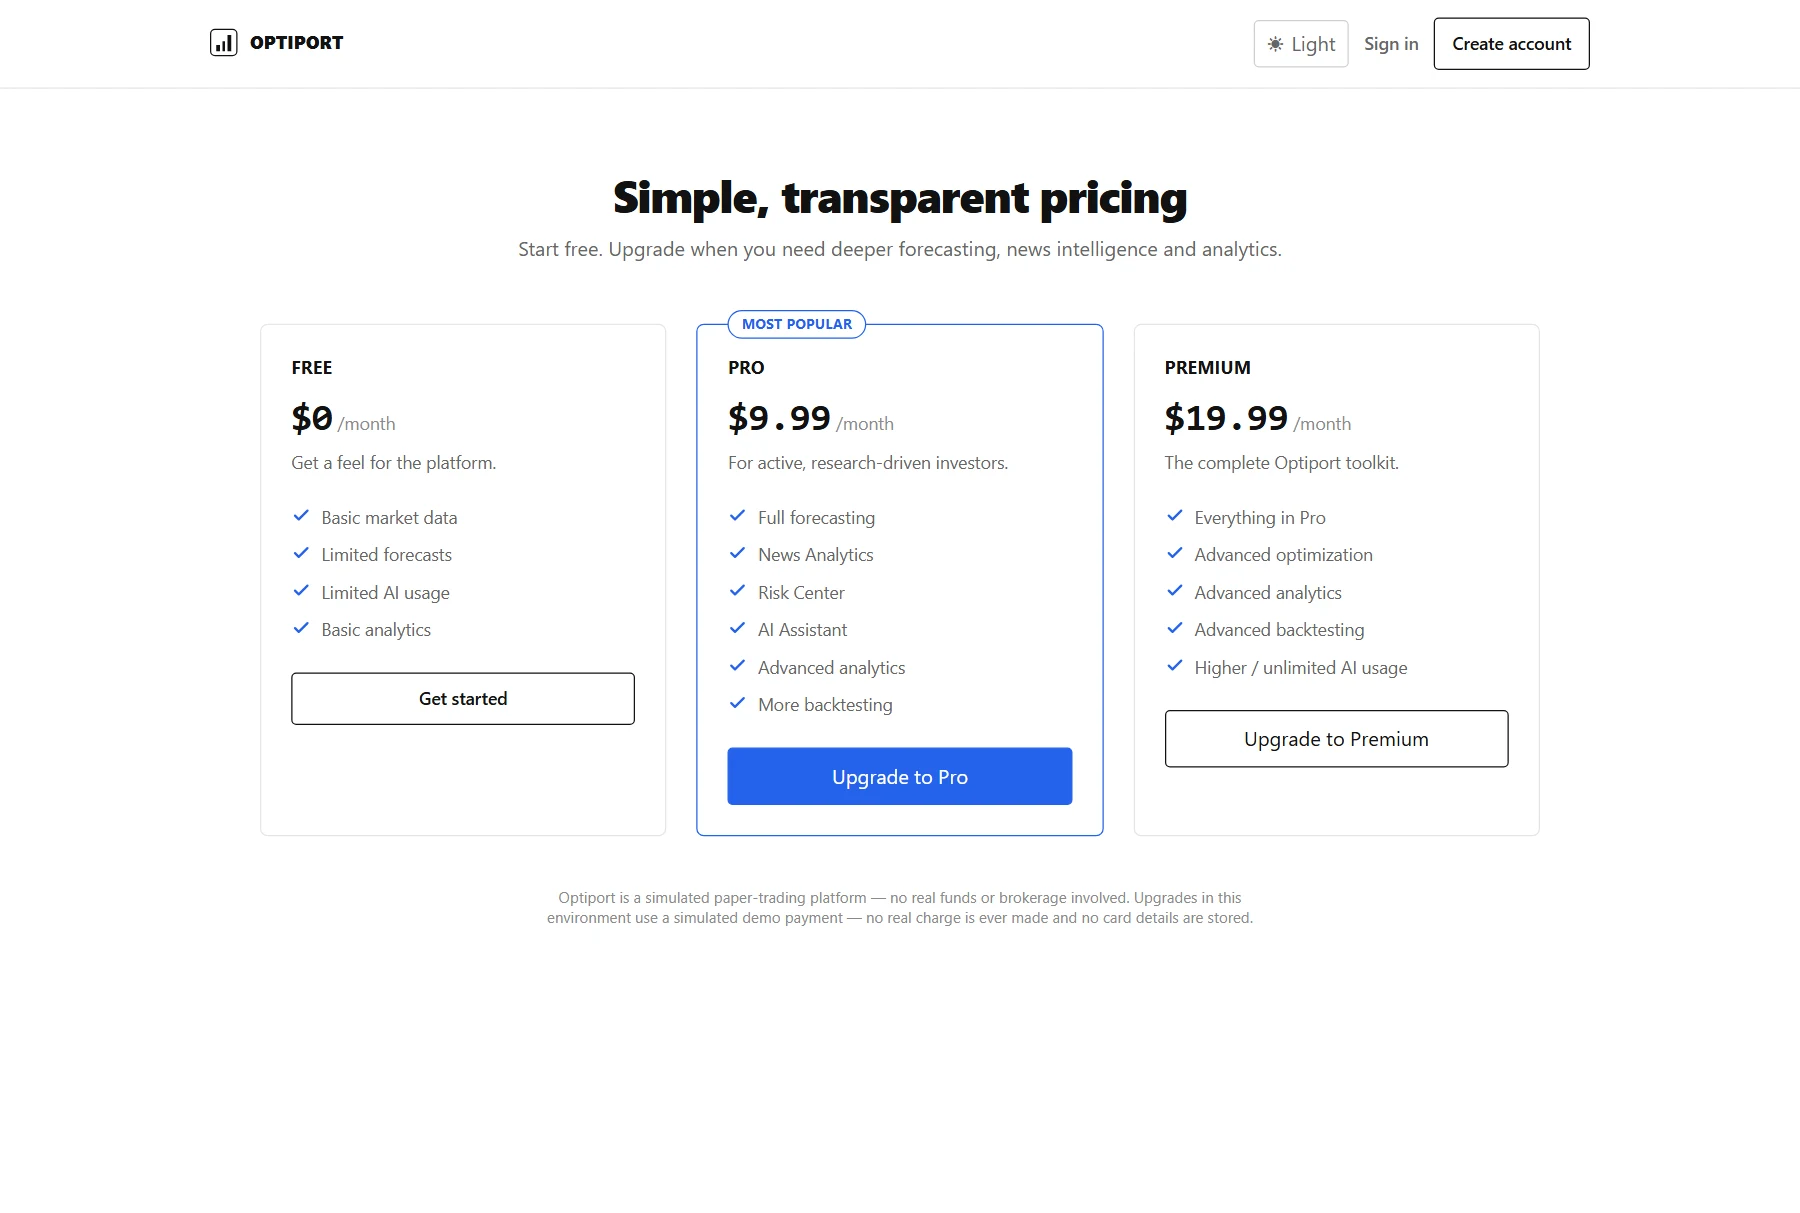 OPTIPORT
Light
Sign in
Create account
Simple, transparent pricing
Start free. Upgrade when you need deeper forecasting, news intelligence and analytics.
FREE
$0 /month
Get a feel for the platform.
Basic market data
Limited forecasts
Limited AI usage
Basic analytics
Get started
MOST POPULAR
PRO
$9.99 /month
For active, research-driven investors.
Full forecasting
News Analytics
Risk Center
AI Assistant
Advanced analytics
More backtesting
Upgrade to Pro
PREMIUM
$19.99 /month
The complete Optiport toolkit.
Everything in Pro
Advanced optimization
Advanced analytics
Advanced backtesting
Higher / unlimited AI usage
Upgrade to Premium
Optiport is a simulated paper-trading platform — no real funds or brokerage involved. Upgrades in this
environment use a simulated demo payment — no real charge is ever made and no card details are stored.